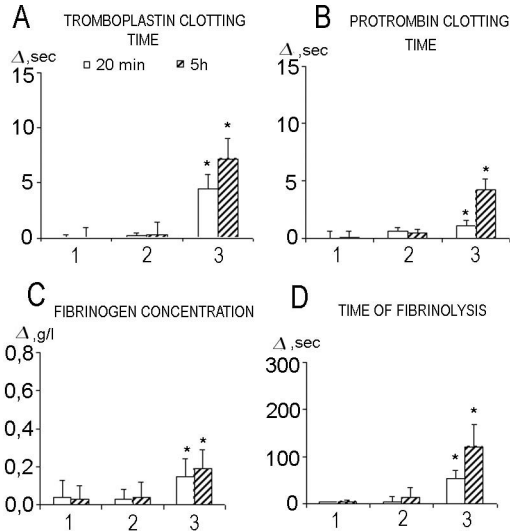 A
TROMBOPLASTIN CLOTTING
TIME
Δ,sec
20 min
5h
15
10
5
0
*
*
1
2
3
B
PROTROMBIN CLOTTING
TIME
Δ,sec
15
10
5
0
*
*
1
2
3
C
FIBRINOGEN CONCENTRATION
Δ,g/l
0,8
0,6
0,4
0,2
0.0
*
*
1
2
3
D
TIME OF FIBRINOLYSIS
Δ,sec
300
200
100
0
*
*
1
2
3